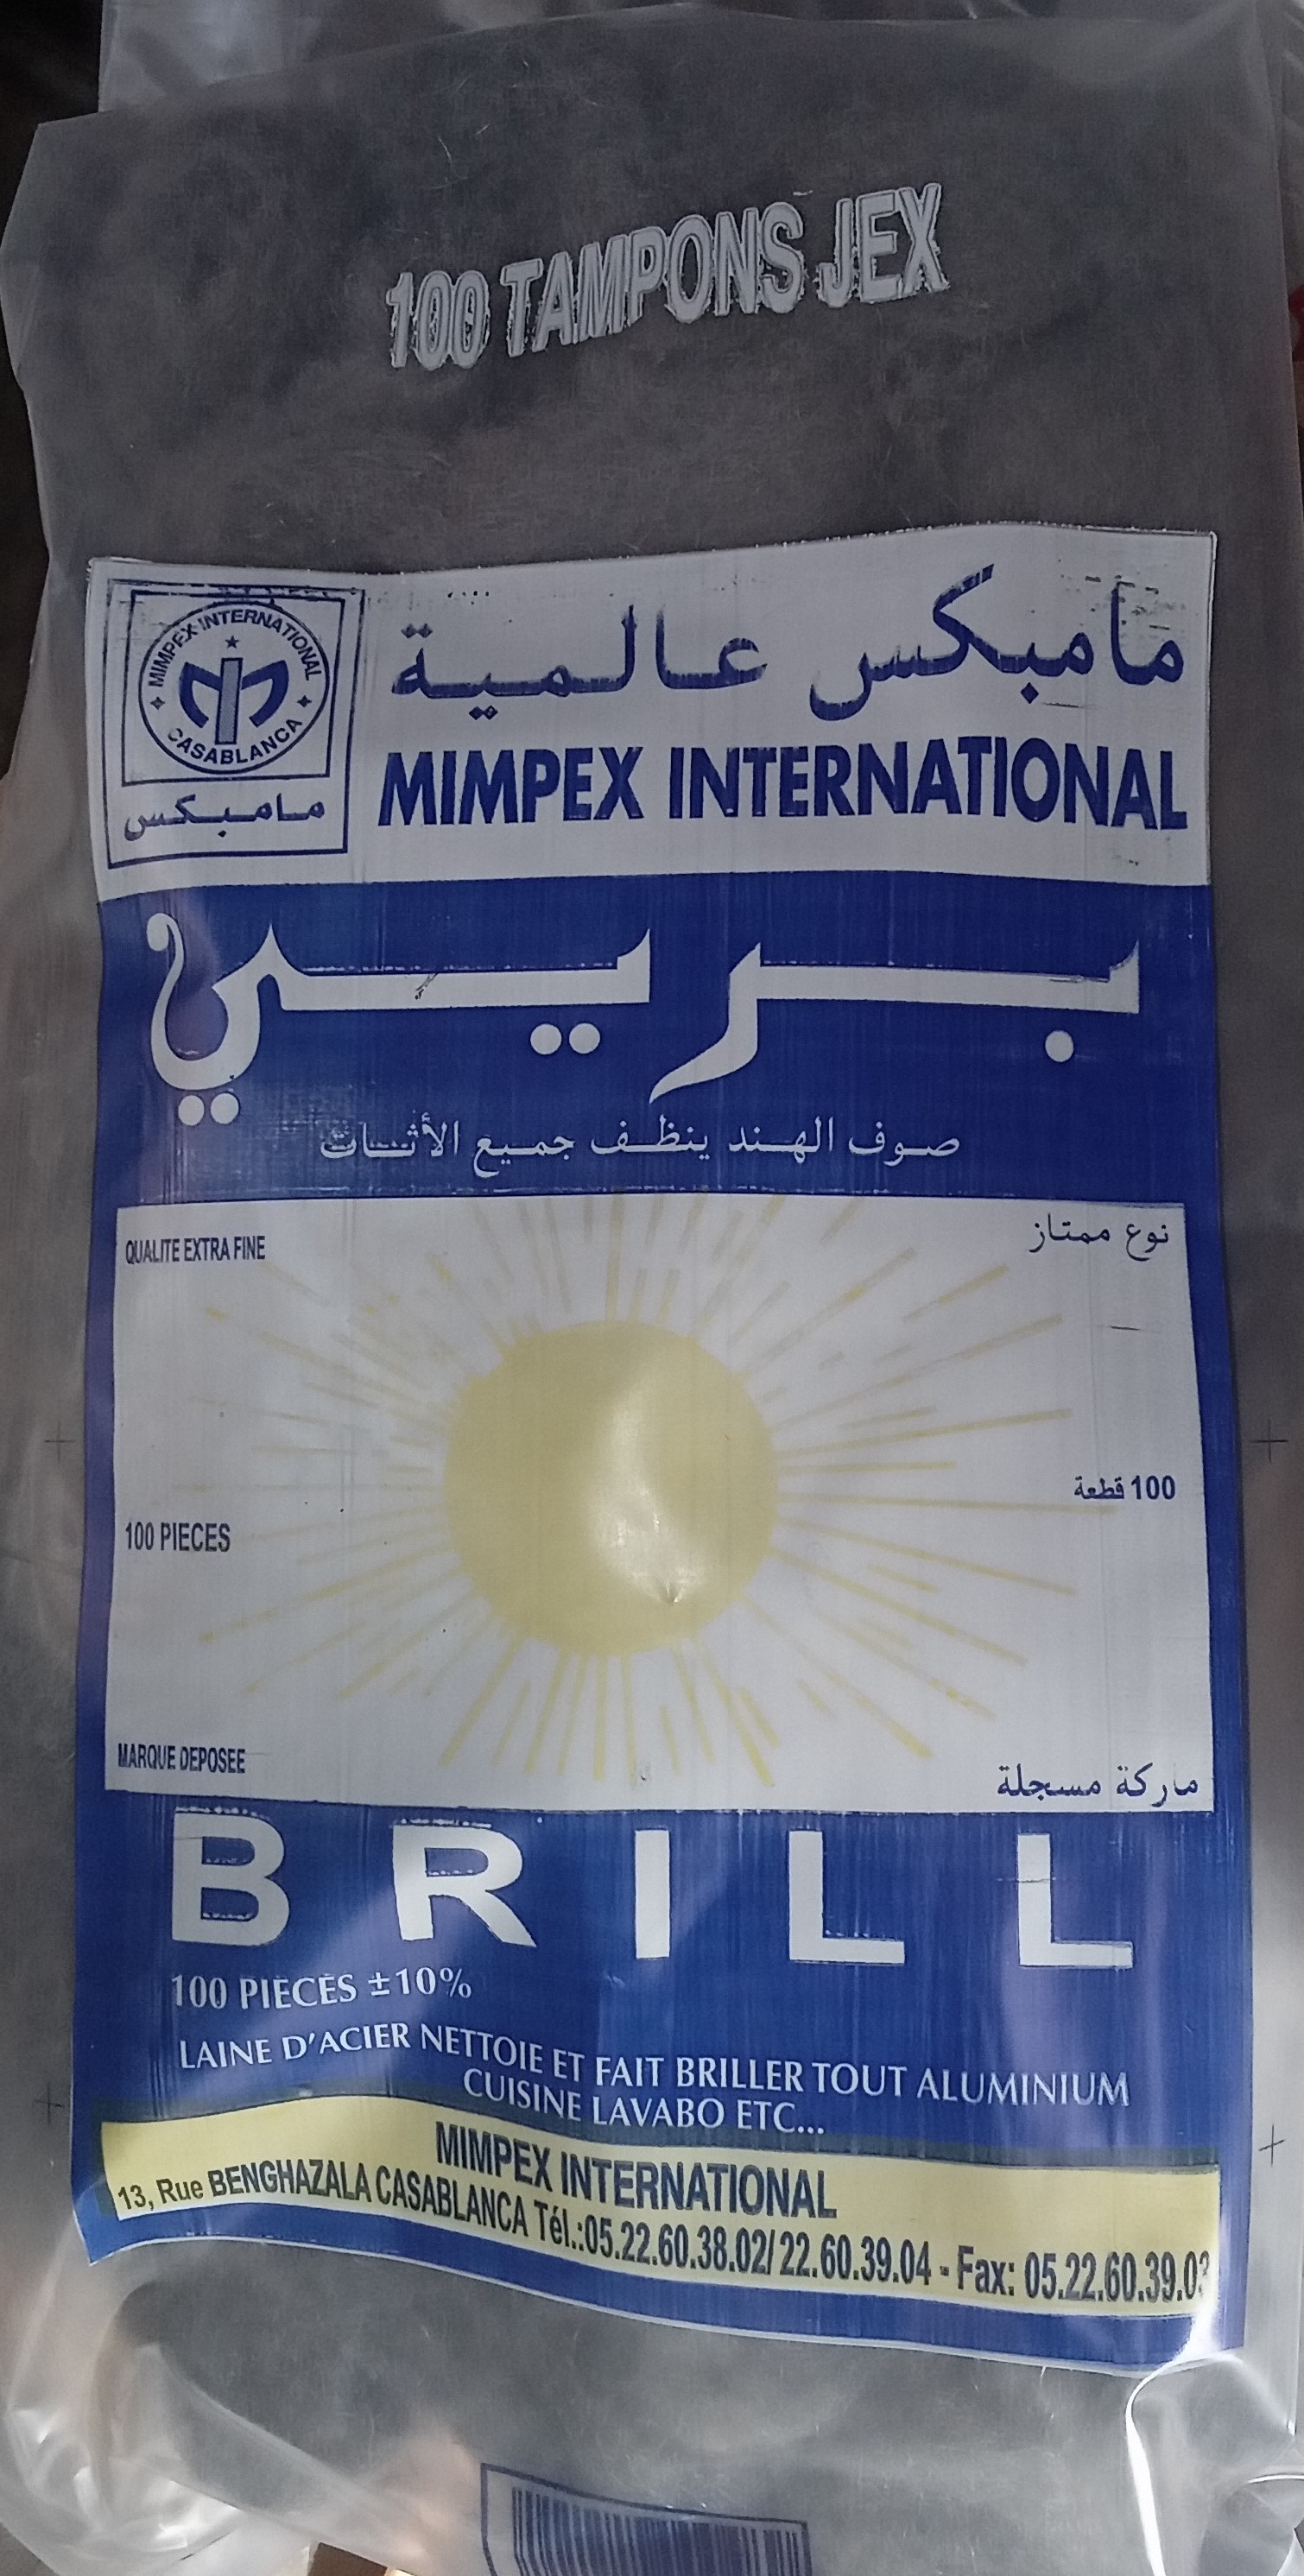 100 TAMPONS JEX
MIMPEX INTERNATIONAL
CASABLANCA
مامبكس
مامبكس عالمية
MIMPEX INTERNATIONAL
بريي
صوف الهند ينظف جميع الأثاث
QUALITE EXTRA FINE
نوع ممتاز
100 PIECES
100 قطعة
MARQUE DEPOSEE
ماركة مسجلة
BRILL
100 PIECES ±10%
LAINE D'ACIER NETTOIE ET FAIT BRILLER TOUT ALUMINIUM
CUISINE LAVABO ETC...
MIMPEX INTERNATIONAL
13, Rue BENGHAZALA CASABLANCA Tél.:05.22.60.38.02/ 22.60.39.04 - Fax: 05.22.60.39.03